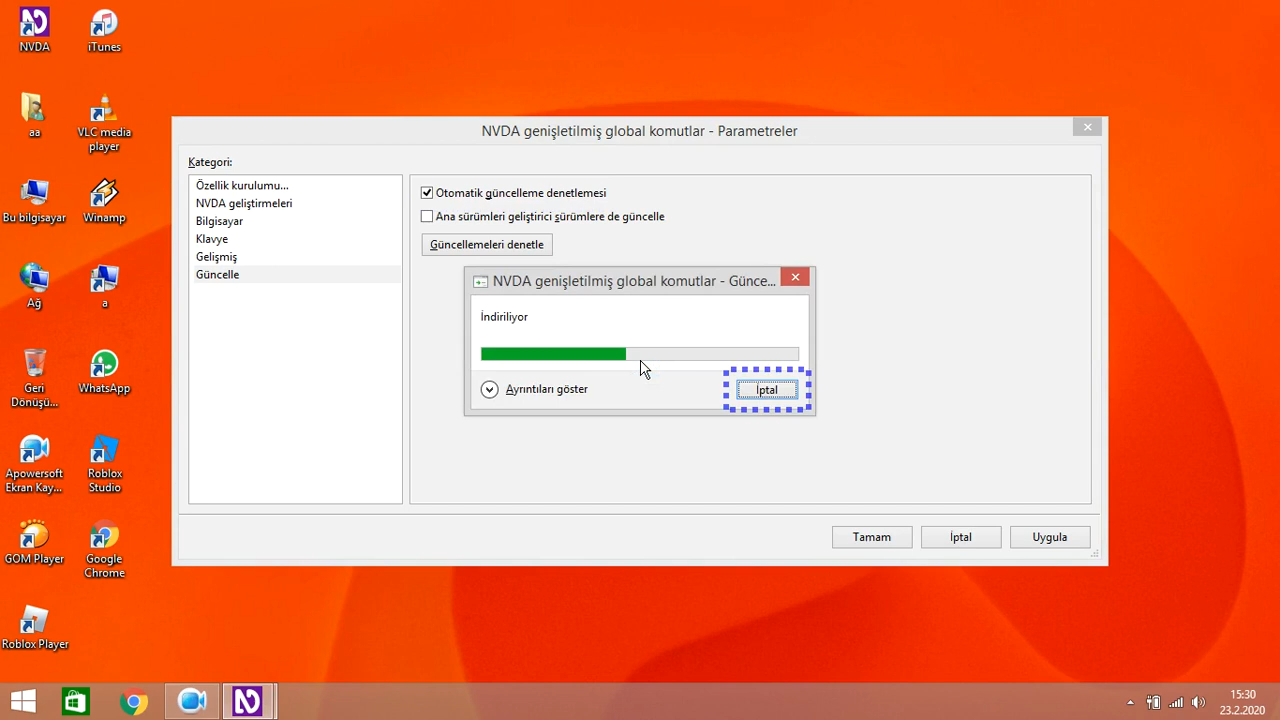 NVDA
iTunes
aa
VLC media
player
Bu bilgisayar
Winamp
Ağ
a
Geri
Dönüşü...
WhatsApp
Apowersoft
Ekran Kay...
Roblox
Studio
GOM Player
Google
Chrome
Roblox Player
NVDA genişletilmiş global komutlar - Parametreler
Kategori:
Özellik kurulumu...
NVDA geliştirmeleri
Bilgisayar
Klavye
Gelişmiş
Güncelle
Otomatik güncelleme denetlemesi
Ana sürümleri geliştirici sürümlere de güncelle
Güncellemeleri denetle
NVDA genişletilmiş global komutlar - Günce...
İndiriliyor
Ayrıntıları göster
İptal
Tamam
İptal
Uygula
15:30
23.2.2020